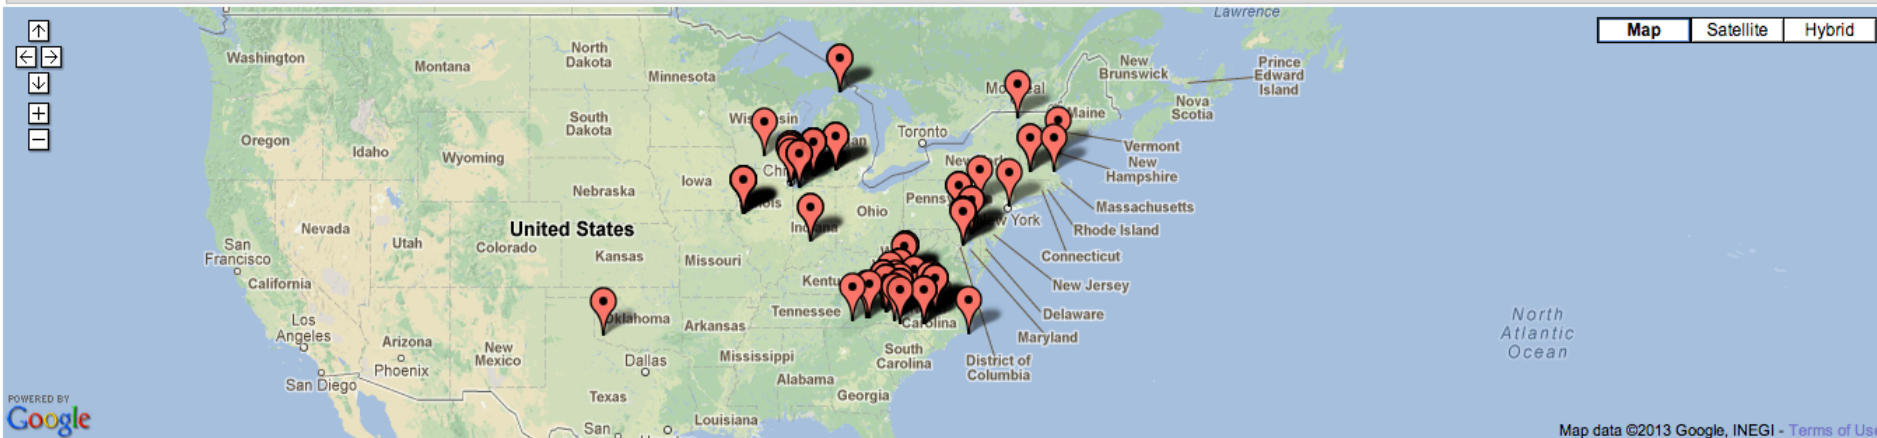 Lawrence
Map
Satellite
Hybrid
Washington
Montana
North
Dakota
Minnesota
New
Brunswick
Prince
Edward
Island
Nova
Scotia
Maine
Oregon
Idaho
Wyoming
South
Dakota
Toronto
Vermont
New
Hampshire
Iowa
Nebraska
Ohio
Massachusetts
Rhode Island
Nevada
Utah
Colorado
United States
Kansas
Missouri
San
Francisco
California
Connecticut
New Jersey
Delaware
Maryland
District of
Columbia
Los
Angeles
Arizona
Phoenix
New
Mexico
San Diego
Arkansas
Tennessee
Carolina
South
Carolina
Dallas
Mississippi
Alabama
Georgia
Texas
Louisiana
San
North
Atlantic
Ocean
POWERED BY
Google
Map data ©2013 Google, INEGI - Terms of Use